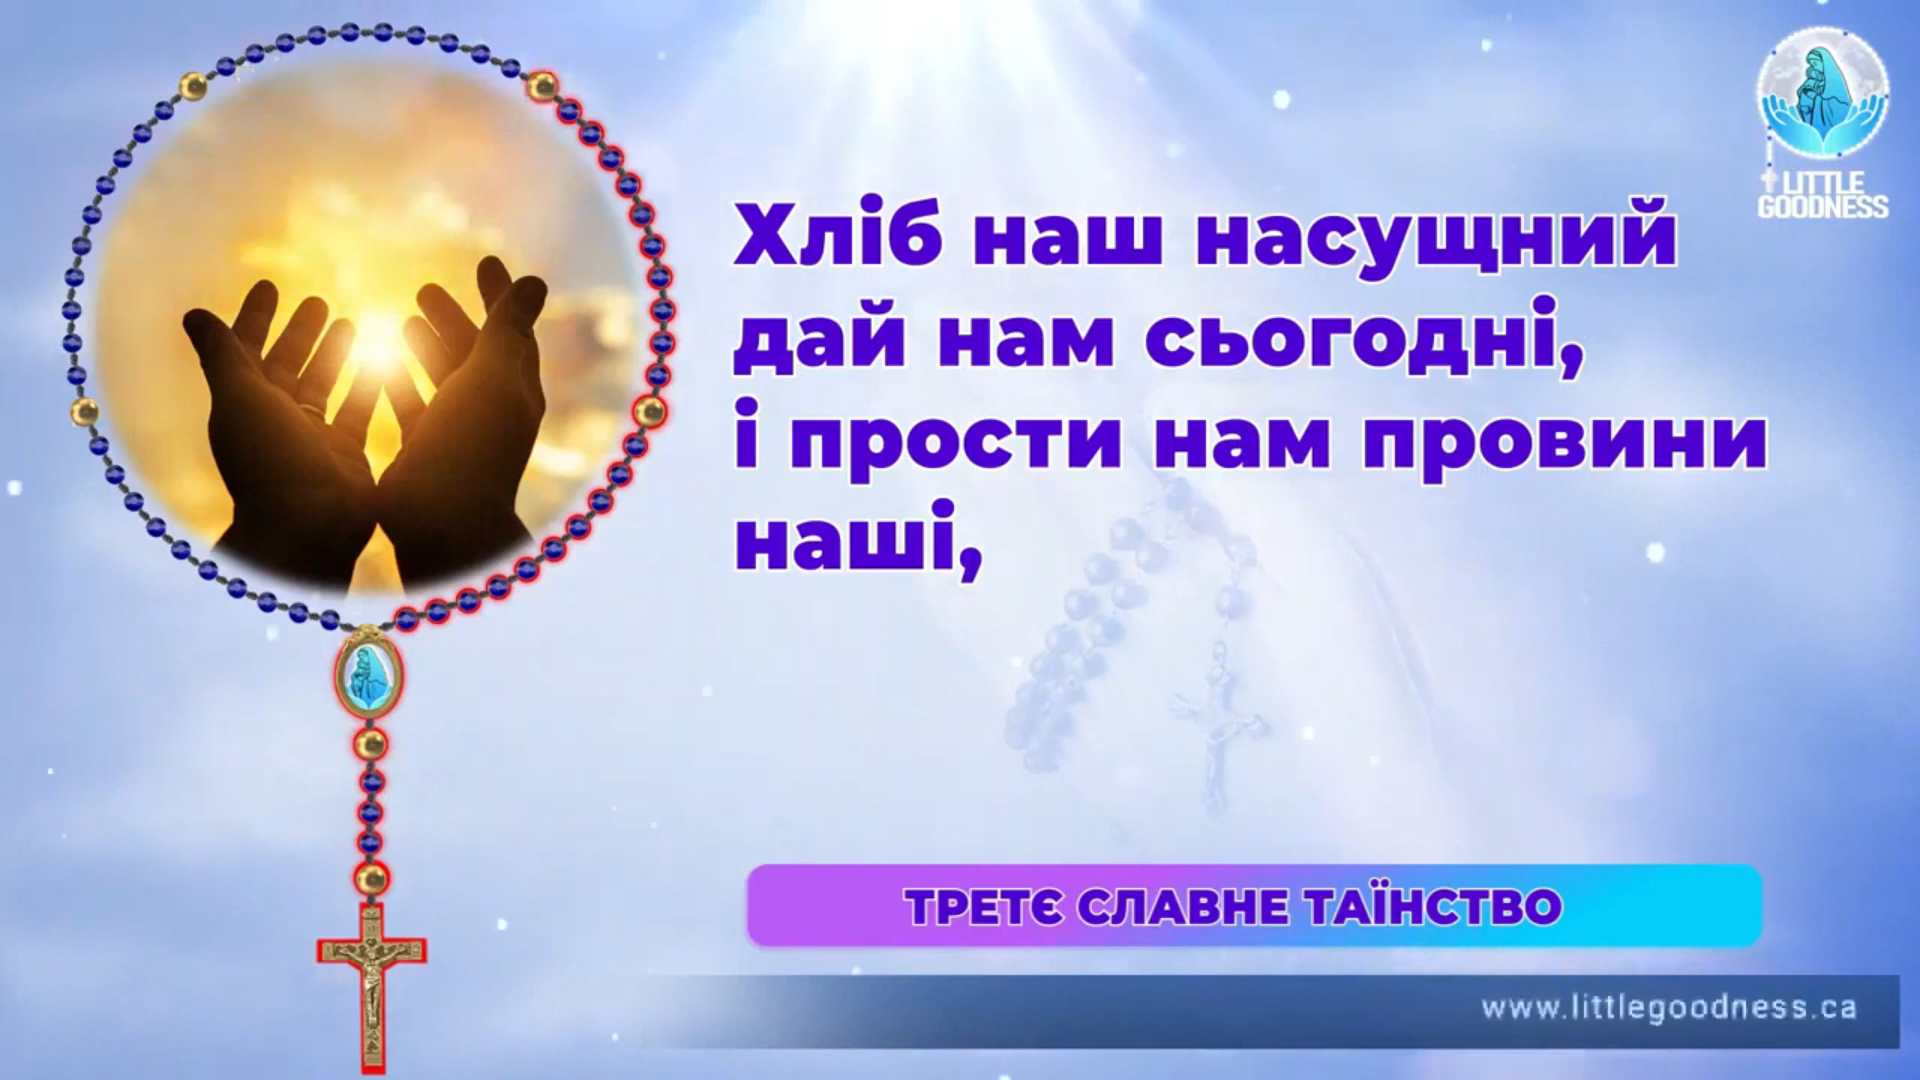 LITTLE
GOODNESS
Хліб наш насущний
дай нам сьогодні,
і прости нам провини
наші,
ТРЕТЄ СЛАВНЕ ТАЇНСТВО
www.littlegoodness.ca